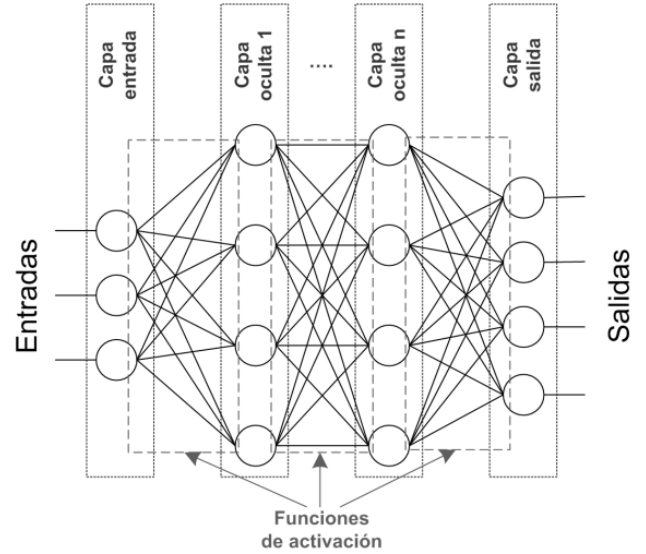 Capa
entrada
Capa
oculta 1
....
Capa
oculta n
Capa
salida
Entradas
Salidas
Funciones
de activación